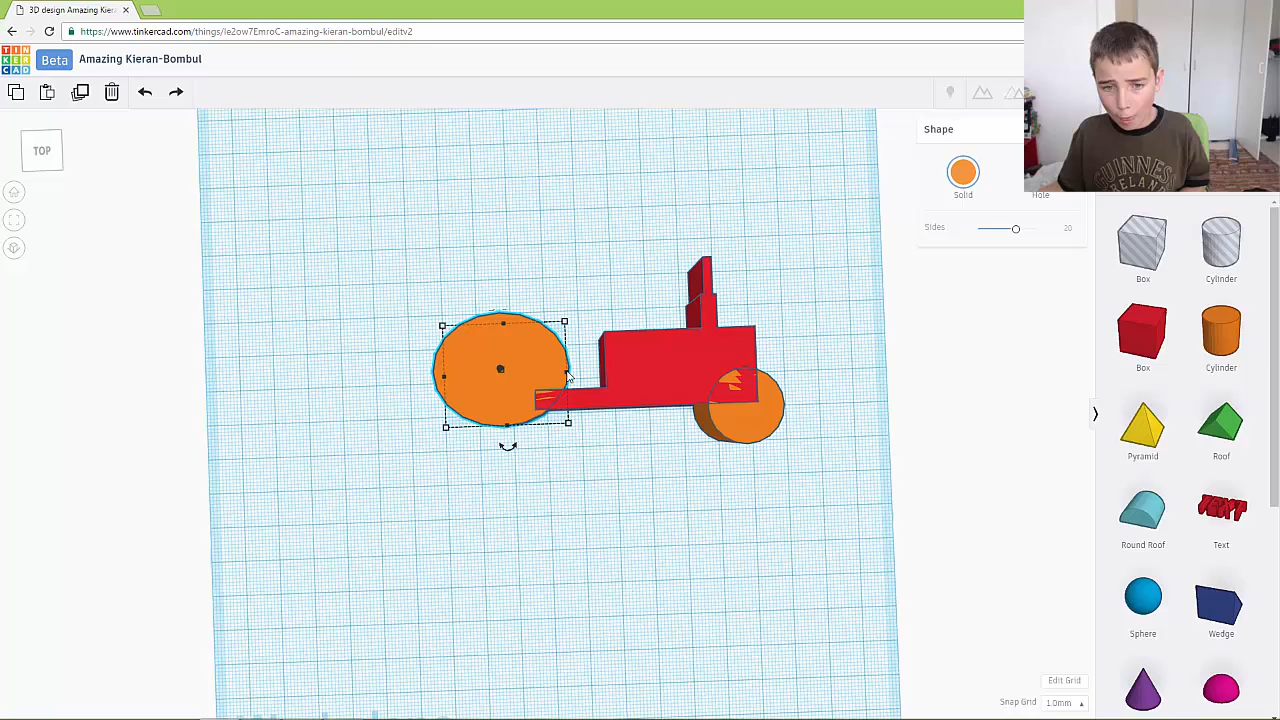 3D design Amazing Kiera
https://www.tinkercad.com/things/le2ow7EmroC-amazing-kieran-bombul/editv2
TIN
KER
CAD
Beta
Amazing Kieran-Bombul
TOP
Shape
Solid
Hole
Sides
20
GUINNESS
IRELAND
Box
Cylinder
Box
Cylinder
Pyramid
Roof
Round Roof
TEXT
Text
Sphere
Wedge
Edit Grid
Snap Grid
1.0mm